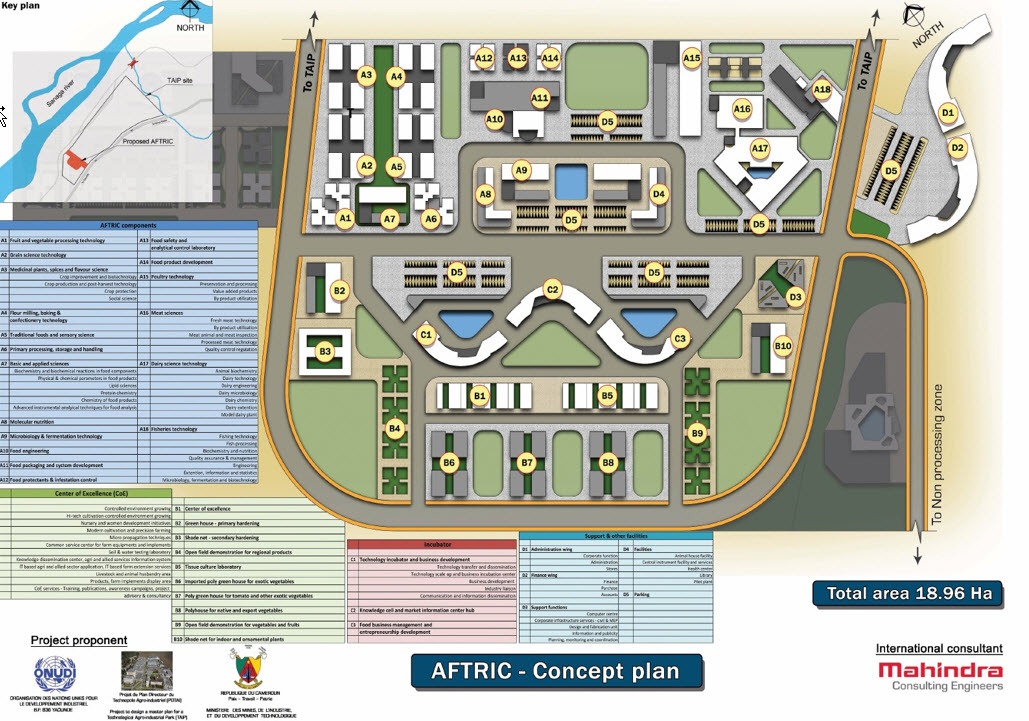 Key plan
NORTH
TAIP site
Sanaga river
Proposed AFTRIC
To TAIP
To TAIP
NORTH
A3
A4
A12
A13
A14
A15
A11
A10
D5
A16
A18
A17
D1
D2
D5
A2
A5
A9
A8
D4
A1
A7
A6
D5
D5
B2
D5
C2
D5
D3
C1
C3
B3
B10
B1
B5
B4
B9
B6
B7
B8
To Non processing zone
AFTRIC components
A1 Fruit and vegetable processing technology
A2 Grain science technology
A3 Medicinal plants, spices and flavour science
Crop improvement and biotechnology
Crop production and post-harvest technology
Crop protection
Social science
A4 Flour milling, baking &
confectionery technology
A5 Traditional foods and sensory science
A6 Primary processing, storage and handling
A7 Basic and applied sciences
Biochemistry and biochemical reactions in food components
Physical & chemical parameters in food products
Lipid sciences
Protein chemistry
Chemistry of food products
Advanced instrumental analytical techniques for food analysis
A8 Molecular nutrition
A9 Microbiology & fermentation technology
A10 Food engineering
A11 Food packaging and system development
A12 Food protectants & infestation control
A13 Food safety and
analytical control laboratory
A14 Food product development
A15 Poultry technology
Preservation and processing
Value added products
By product utilisation
A16 Meat sciences
Fresh meat technology
By product utilisation
Meat animal and meat inspection
Processed meat technology
Quality control regulation
A17 Dairy science technology
Animal biochemistry
Dairy technology
Dairy engineering
Dairy microbiology
Dairy chemistry
Dairy extention
Model dairy plant
A18 Fisheries technology
Fishing technology
Fish processing
Biochemistry and nutrition
Quality assurance & management
Engineering
Extention, information and statistics
Microbiology, fermentation and biotechnology
Center of Excellence (CoE)
Controlled environment growing
Hi-tech cultivation-controlled environment growing
Nursery and women development initiatives
Modern cultivation and precision farming
Micro propagation techniques
Common service center for farm equipments and implements
Soil & water testing laboratory
Knowledge dissemination center, agri and allied services information system
IT based agri and allied sector application, IT based farm extension services
Livestock and animal husbandry area
Products, farm implements display area
CoE services - Training, publications, awareness campaigns, project
advisory & consultancy
B1 Center of excellence
B2 Green house - primary hardening
B3 Shade net - secondary hardening
B4 Open field demonstration for regional products
B5 Tissue culture laboratory
B6 Imported poly green house for exotic vegetables
B7 Poly green house for tomato and other exotic vegetables
B8 Polyhouse for native and export vegetables
B9 Open field demonstration for vegetables and fruits
B10 Shade net for indoor and ornamental plants
Incubator
C1 Technology incubator and business development
Technology transfer and dissemination
Technology scale up and business incubation center
Business development
Industry liaison
Communication and information dissemination
C2 Knowledge cell and market information center hub
C3 Food business management and
entrepreneurship development
Support & other facilities
D1 Administration wing
Corporate function
Administration
Stores
D2 Finance wing
Finance
Purchase
Accounts
D3 Support functions
Computer centre
Corporate infrastructure services - civil & M&P
Design and fabrication unit
Information and publicity
Planning, monitoring and coordination
D4 Facilities
Animal house facility
Central instrument facility and services
Health center
Library
Pilot plant
D5 Parking
Total area 18.96 Ha
Project proponent
ONUDI
ORGANISATION DES NATIONS UNIES POUR
LE DEVELOPPEMENT INDUSTRIEL
B.P. 836 YAOUNDE
Projet du Plan Directeur du
Technopole Agro-Industriel (PDTAI)
Project to design a master plan for a
Technological Agro-industrial Park (TAIP)
REPUBLIQUE DU CAMEROUN
Paix - Travail - Patrie
MINISTERE DES MINES, DE L'INDUSTRIE,
ET DU DEVELOPPEMENT TECHNOLOGIQUE
AFTRIC - Concept plan
International consultant
Mahindra
Consulting Engineers